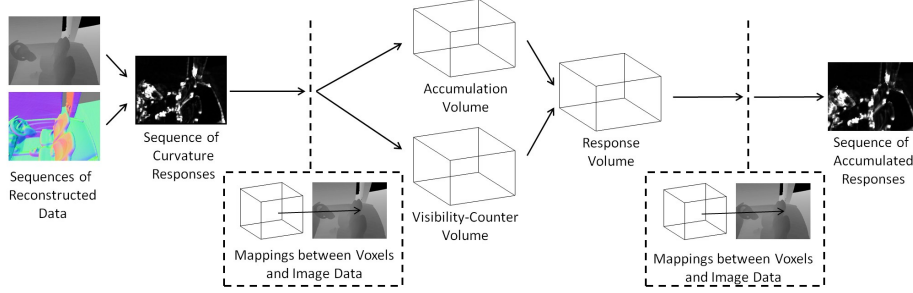 Sequences of
Reconstructed
Data
Sequence of
Curvature
Responses
Mappings between Voxels
and Image Data
Accumulation
Volume
Visibility-Counter
Volume
Response
Volume
Mappings between Voxels
and Image Data
Sequence of
Accumulated
Responses